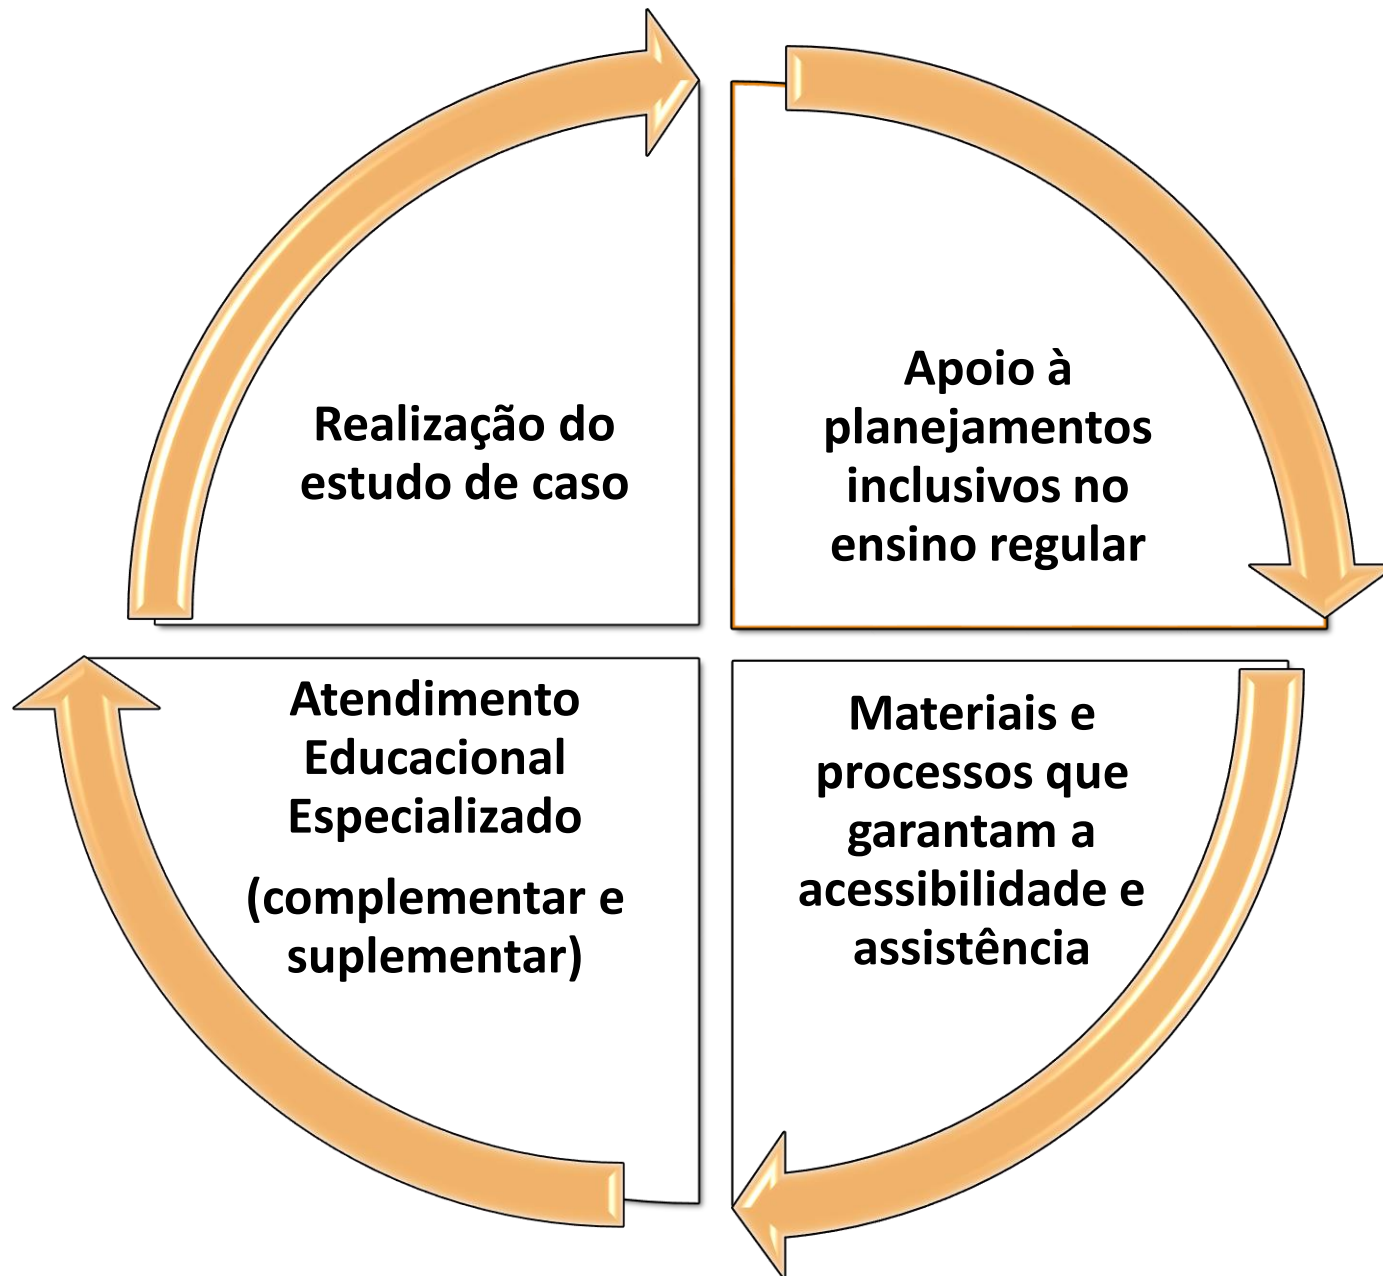 Realização do
estudo de caso
Apoio à
planejamentos
inclusivos no
ensino regular
Atendimento
Educacional
Especializado
(complementar e
suplementar)
Materiais e
processos que
garantam a
acessibilidade e
assistência